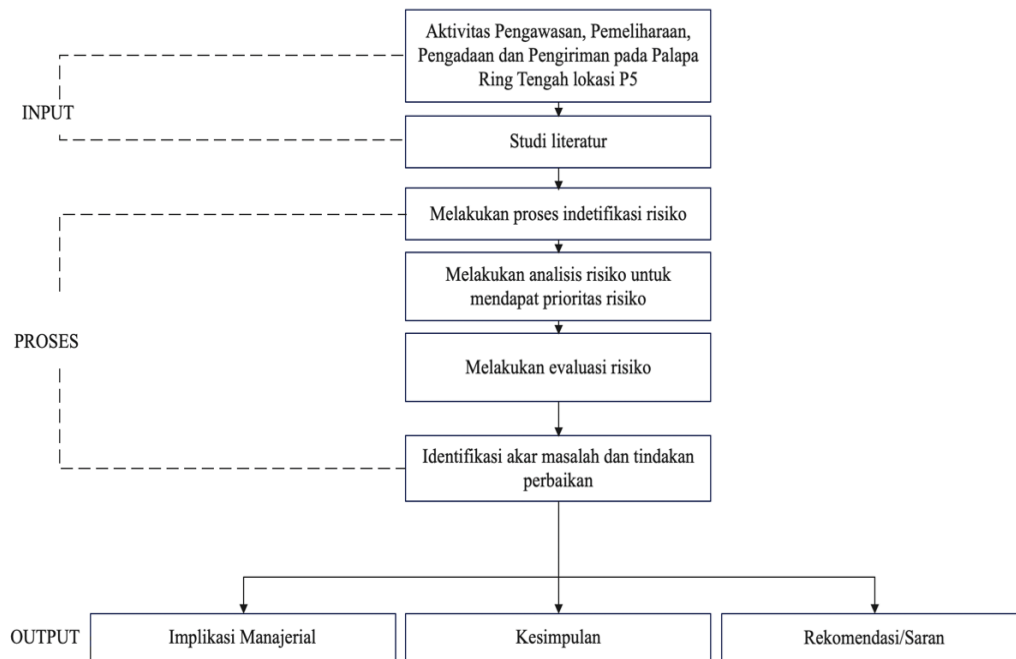 Aktivitas Pengawasan, Pemeliharaan,
Pengadaan dan Pengiriman pada Palapa
Ring Tengah lokasi P5
INPUT
Studi literatur
Melakukan proses indetifikasi risiko
Melakukan analisis risiko untuk
mendapat prioritas risiko
PROSES
Melakukan evaluasi risiko
Identifikasi akar masalah dan tindakan
perbaikan
OUTPUT
Implikasi Manajerial
Kesimpulan
Rekomendasi/Saran